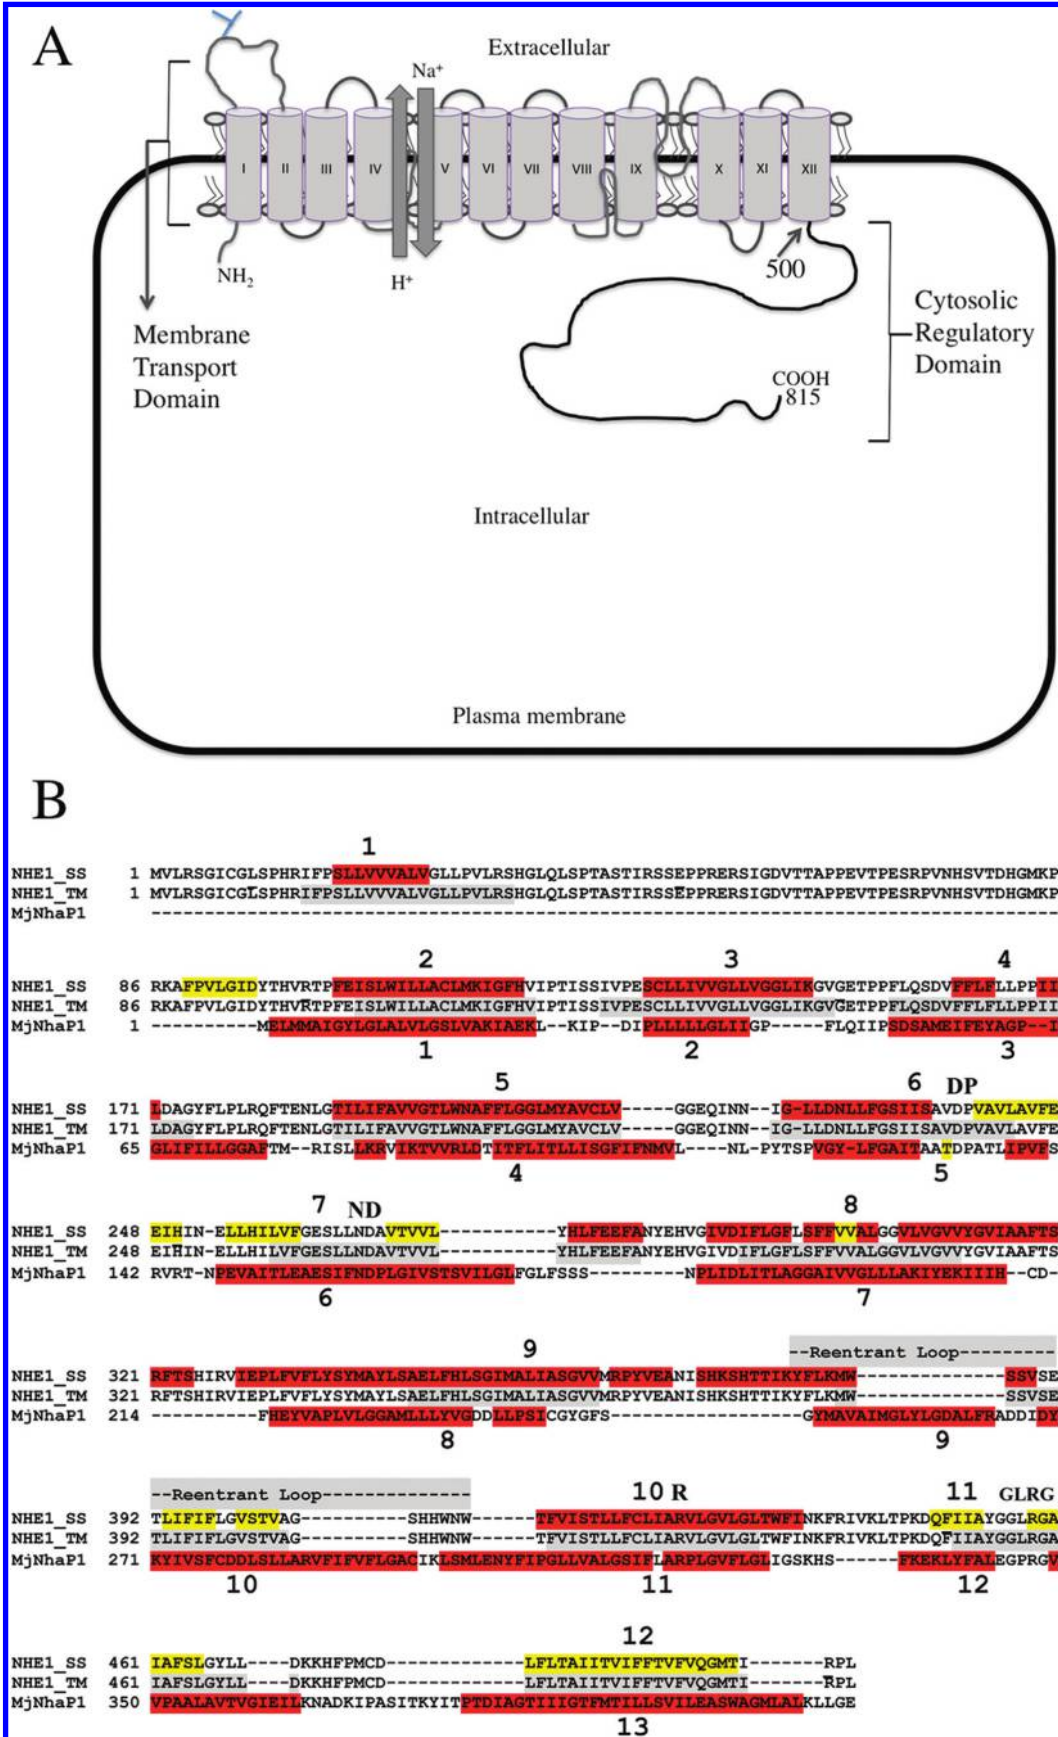 A
Extracellular
Na+
I II III IV V VI VII VIII IX X XI XII
NH2
H+
500
Membrane
Transport
Domain
Cytosolic
Regulatory
Domain
COOH
815
Intracellular
Plasma membrane
B
1
NHE1_SS 1 MVLRSGICGLSPHRIFPSLLVVVALVGLLPVLRSHGLQLSPTASTIRSSEPPRERSIGDVTTAPPEVTPESRPVNHSVTDHGMKP
NHE1_TM 1 MVLRSGICGLSPHRIFPSLLVVVALVGLLPVLRSHGLQLSPTASTIRSSEPPRERSIGDVTTAPPEVTPESRPVNHSVTDHGMKP
MjNhaP1 -------------------------------------------------------------------------------------
2 3 4
NHE1_SS 86 RKAFPVLGIDYTHVRTPFEISLWILLACLMKIGFHVIPTISSIVPESCLLIVVGLLVGGLIKGVGETPPFLQSDVFFLFLLPPII
NHE1_TM 86 RKAFPVLGIDYTHVRTPFEISLWILLACLMKIGFHVIPTISSIVPESCLLIVVGLLVGGLIKGVGETPPFLQSDVFFLFLLPPII
MjNhaP1 1 ----------MELMMAIGYLGLALVLGSLVAKIAEKL--KIP--DIPLLLLLGLIIGP-----FLQIIPSDSAMEIFEYAGP--I
1 2 3
5 6 DP
NHE1_SS 171 LDAGYFLPLRQFTENLGTILIFAVVGTLWNAFFLGGLMYAVCLV-----GGEQINN--IG-LLDNLLFGSIISAVDPVAVLAVFE
NHE1_TM 171 LDAGYFLPLRQFTENLGTILIFAVVGTLWNAFFLGGLMYAVCLV-----GGEQINN--IG-LLDNLLFGSIISAVDPVAVLAVFE
MjNhaP1 65 GLIFILLGGAFTM--RISLLKRVIKTVVRLDTITFLITLLISGFIFNMVL-----NL-PYTSPVGY-LFGAITAATDPATLIPVFS
4 5
7 ND 8
NHE1_SS 248 EIHIN-ELLHILVFGESLLNDAVTVVL-----------YHLFEEFANYEHVGIVDIFLGFLSFFVVALGGVLVGVVYGVIAAFTS
NHE1_TM 248 EIHIN-ELLHILVFGESLLNDAVTVVL-----------YHLFEEFANYEHVGIVDIFLGFLSFFVVALGGVLVGVVYGVIAAFTS
MjNhaP1 142 RVRT-NPEVAITLEAESIFNDPLGIVSTSVILGLFGLFSSS---------NPLIDLITLAGGAIVVGLLLAKIYEKIIIH--CD-
6 7
9 --Reentrant Loop---------
NHE1_SS 321 RFTSHIRVIEPLFVFLYSYMAYLSAELFHLSGIMALIASGVVMRPYVEANISHKSHTTIKYFLKMW--------------SSVSE
NHE1_TM 321 RFTSHIRVIEPLFVFLYSYMAYLSAELFHLSGIMALIASGVVMRPYVEANISHKSHTTIKYFLKMW--------------SSVSE
MjNhaP1 214 ----------FHEYVAPLVLGGAMLLLYVGDDLLPSICGYGFS------------------GYMAVAIMGLYLGDALFRADDIDY
8 9
--Reentrant Loop--------------
10 R 11 GLRG
NHE1_SS 392 TLIFIFLGVSTVAG----------SHHWNW------TFVISTLLFCLIARVLGVLGLTWFINKFRIVKLTPKDQFIIAYGGLRGA
NHE1_TM 392 TLIFIFLGVSTVAG----------SHHWNW------TFVISTLLFCLIARVLGVLGLTWFINKFRIVKLTPKDQFIIAYGGLRGA
MjNhaP1 271 KYIVSFCDDLSLLARVFIFVFLGACIKLSMLENYFIPGLLVALGSIFLARPLGVFLGLIGSKHS------FKEKLYFALEGPRGV
10 11 12
12
NHE1_SS 461 IAFSLGYLL----DKKHFPMCD-------------LFLTAIITVIFFTVFVQGMTI------RPL
NHE1_TM 461 IAFSLGYLL----DKKHFPMCD-------------LFLTAIITVIFFTVFVQGMTI------RPL
MjNhaP1 350 VPAALAVTVGIEILKNADKIPASITKYITPTDIAGTIIIGTFMTILLSVILEASWAGMLALKLLGE
13